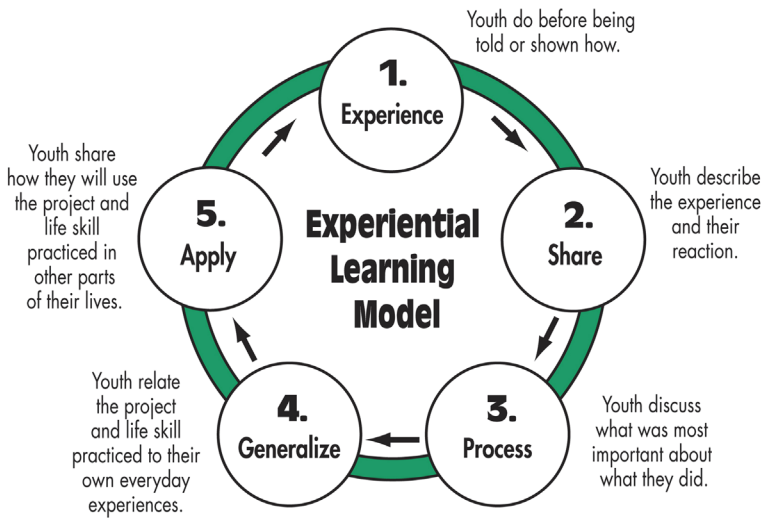 Experiential
Learning
Model
1.
Experience
Youth do before being
told or shown how.
2.
Share
Youth describe
the experience
and their
reaction.
3.
Process
Youth discuss
what was most
important about
what they did.
4.
Generalize
Youth relate
the project
and life skill
practiced to their
own everyday
experiences.
5.
Apply
Youth share
how they will use
the project and
life skill
practiced in
other parts
of their lives.